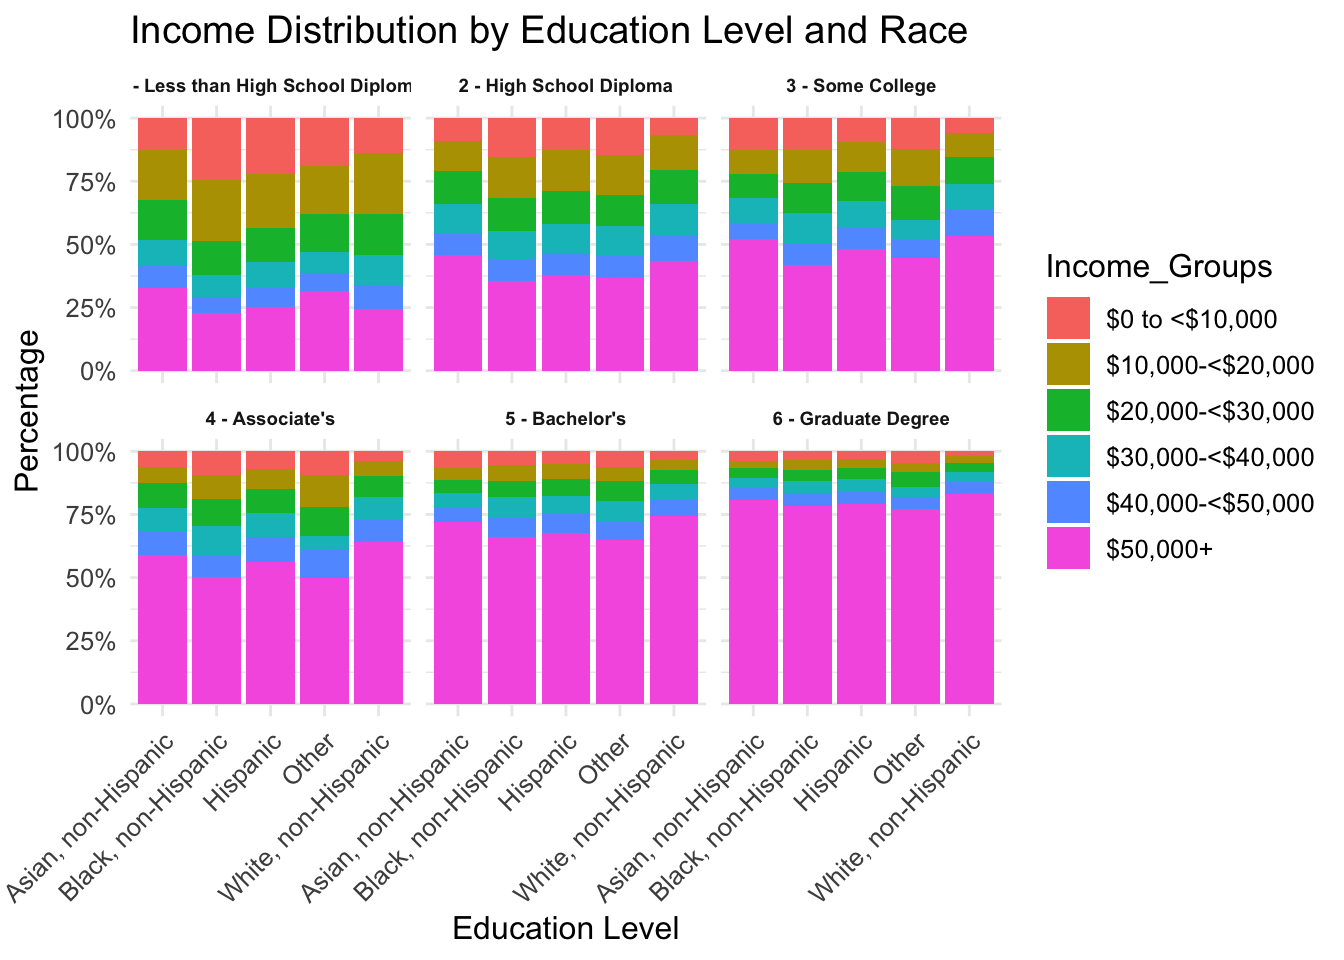 Income Distribution by Education Level and Race
- Less than High School Diplom
2 - High School Diploma
3 - Some College
100%
75%
50%
25%
0%
4 - Associate's
5 - Bachelor's
6 - Graduate Degree
100%
75%
50%
25%
0%
Percentage
Asian, non-Hispanic
Black, non-Hispanic
Hispanic
Other
White, non-Hispanic
Asian, non-Hispanic
Black, non-Hispanic
Hispanic
Other
White, non-Hispanic
Asian, non-Hispanic
Black, non-Hispanic
Hispanic
Other
White, non-Hispanic
Education Level
Income_Groups
$0 to <$10,000
$10,000-<$20,000
$20,000-<$30,000
$30,000-<$40,000
$40,000-<$50,000
$50,000+